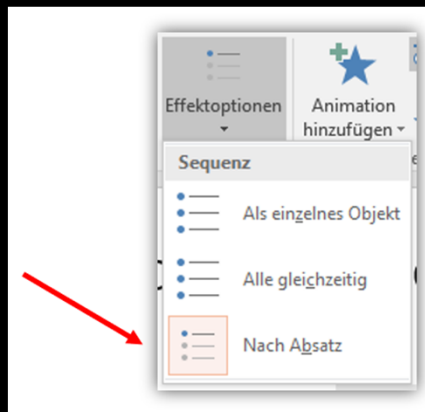 Effektoptionen
Animation
hinzufügen
Sequenz
Als einzelnes Objekt
Alle gleichzeitig
Nach Absatz